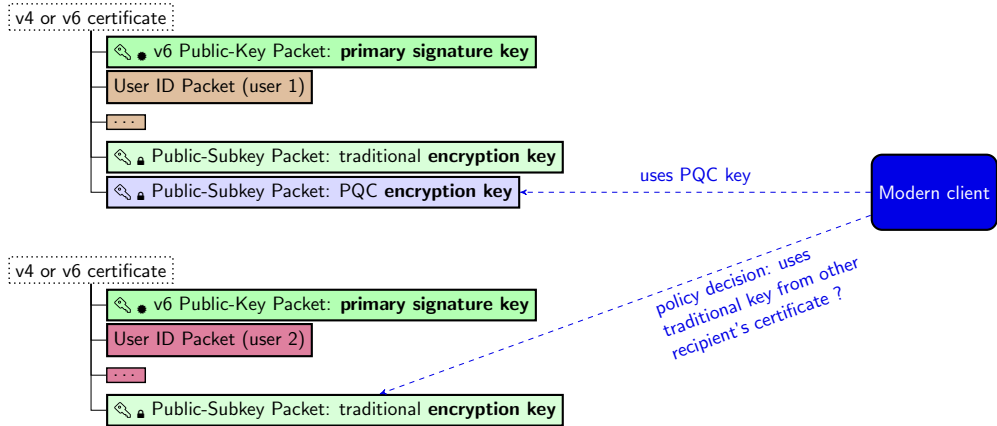 v4 or v6 certificate
v6 Public-Key Packet: primary signature key
User ID Packet (user 1)
...
Public-Subkey Packet: traditional encryption key
Public-Subkey Packet: PQC encryption key
uses PQC key
Modern client
policy decision: uses
traditional key from other
recipient's certificate ?
v4 or v6 certificate
v6 Public-Key Packet: primary signature key
User ID Packet (user 2)
...
Public-Subkey Packet: traditional encryption key